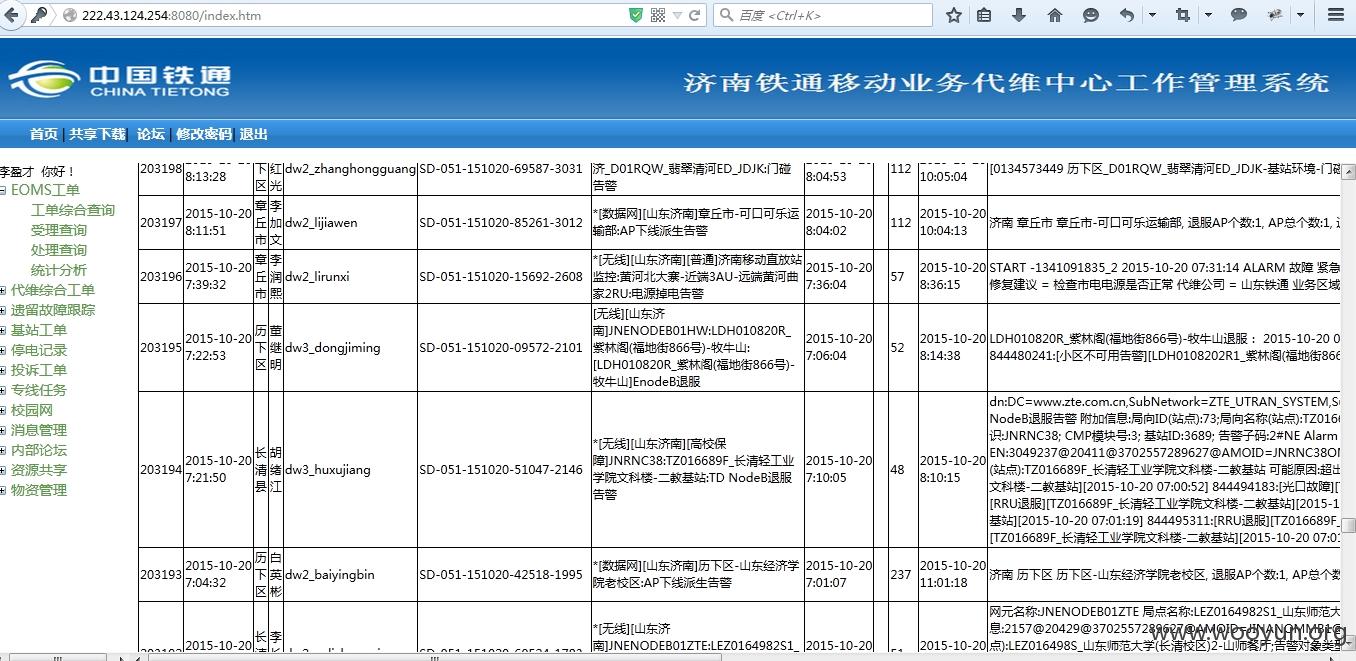 222.43.124.254:8080/index.htm
百度 <Ctrl+K>
中国铁通
CHINA TIETONG
济南铁通移动业务代维中心工作管理系统
首页 | 共享下载 | 论坛 | 修改密码 | 退出
李盈才 你好！
EOMS工单
工单综合查询
受理查询
处理查询
统计分析
代维综合工单
遗留故障跟踪
基站工单
停电记录
投诉工单
专线任务
校园网
消息管理
内部论坛
资源共享
物资管理
203198
8:13:28
下区
红光
dw2_zhanghongguang
SD-051-151020-69587-3031
济_D01RQW_翡翠清河ED_JDJK:门碰
告警
8:04:53
112
10:05:04
[0134573449 历下区_D01RQW_翡翠清河ED_JDJK-基站环境-门碰
203197
2015-10-20
8:11:51
章丘市
李加文
dw2_lijiawen
SD-051-151020-85261-3012
*[数据网][山东济南]章丘市-可口可乐运
输部:AP下线派生告警
2015-10-20
8:04:02
112
2015-10-20
10:04:13
济南 章丘市 章丘市-可口可乐运输部, 退服AP个数:1, AP总个数:1,
203196
2015-10-20
7:39:32
章丘市
李润熙
dw2_lirunxi
SD-051-151020-15692-2608
*[无线][山东济南][普通]济南移动直放站
监控:黄河北大寨-近端3AU-远端黄河曲
家2RU:电源掉电告警
2015-10-20
7:36:04
57
2015-10-20
8:36:15
START -1341091835_2 2015-10-20 07:31:14 ALARM 故障 紧急
修复建议 = 检查市电电源是否正常 代维公司 = 山东铁通 业务区域
203195
2015-10-20
7:22:53
历下区
董继明
dw3_dongjiming
SD-051-151020-09572-2101
[无线][山东济
南]JNENODEB01HW:LDH010820R_
紫林阁(福地街866号)-牧牛山:
[LDH010820R_紫林阁(福地街866号)-
牧牛山]EnodeB退服
2015-10-20
7:06:04
52
2015-10-20
8:14:38
LDH010820R_紫林阁(福地街866号)-牧牛山退服： 2015-10-20 0
844480241:[小区不可用告警][LDH0108202R1_紫林阁(福地街866
203194
2015-10-20
7:21:50
长清县
胡绪江
dw3_huxujiang
SD-051-151020-51047-2146
*[无线][山东济南][高校保
障]JNRNC38:TZ016689F_长清轻工业
学院文科楼-二教基站:TD NodeB退服
告警
2015-10-20
7:10:05
48
2015-10-20
8:10:15
dn:DC=www.zte.com.cn,SubNetwork=ZTE_UTRAN_SYSTEM,S
NodeB退服告警 附加信息:局向ID(站点):73;局向名称(站点):TZ016
识:JNRNC38; CMP模块号:3; 基站ID:3689; 告警子码:2#NE Alarm
EN:3049237@20411@3702557289627@AMOID=JNRNC38OM
(站点):TZ016689F_长清轻工业学院文科楼-二教基站 可能原因:超出
文科楼-二教基站][2015-10-20 07:00:52] 844494183:[光口故障][T
[RRU退服][TZ016689F_长清轻工业学院文科楼-二教基站][2015-1
基站][2015-10-20 07:01:19] 844495311:[RRU退服][TZ016689F_
[TZ016689F_长清轻工业学院文科楼-二教基站][2015-10-20 07:01
203193
2015-10-20
7:04:32
历下区
白英彬
dw2_baiyingbin
SD-051-151020-42518-1995
*[数据网][山东济南]历下区-山东经济学
院老校区:AP下线派生告警
2015-10-20
7:01:07
237
2015-10-20
11:01:18
济南 历下区 历下区-山东经济学院老校区, 退服AP个数:1, AP总个数
2015-10-20
长清
李
*[无线][山东济
南]JNENODEB01ZTE:LEZ0164982S1_
2015-10-20
2015-10-20
网元名称:JNENODEB01ZTE 局点名称:LEZ0164982S1_山东师范大
息:2157@20429@3702557289627@AMOID=JINANOMMB1@
点):LEZ016498S_山东师范大学(长清校区)2-山师餐厅;告警对象类型
www.wooyun.org